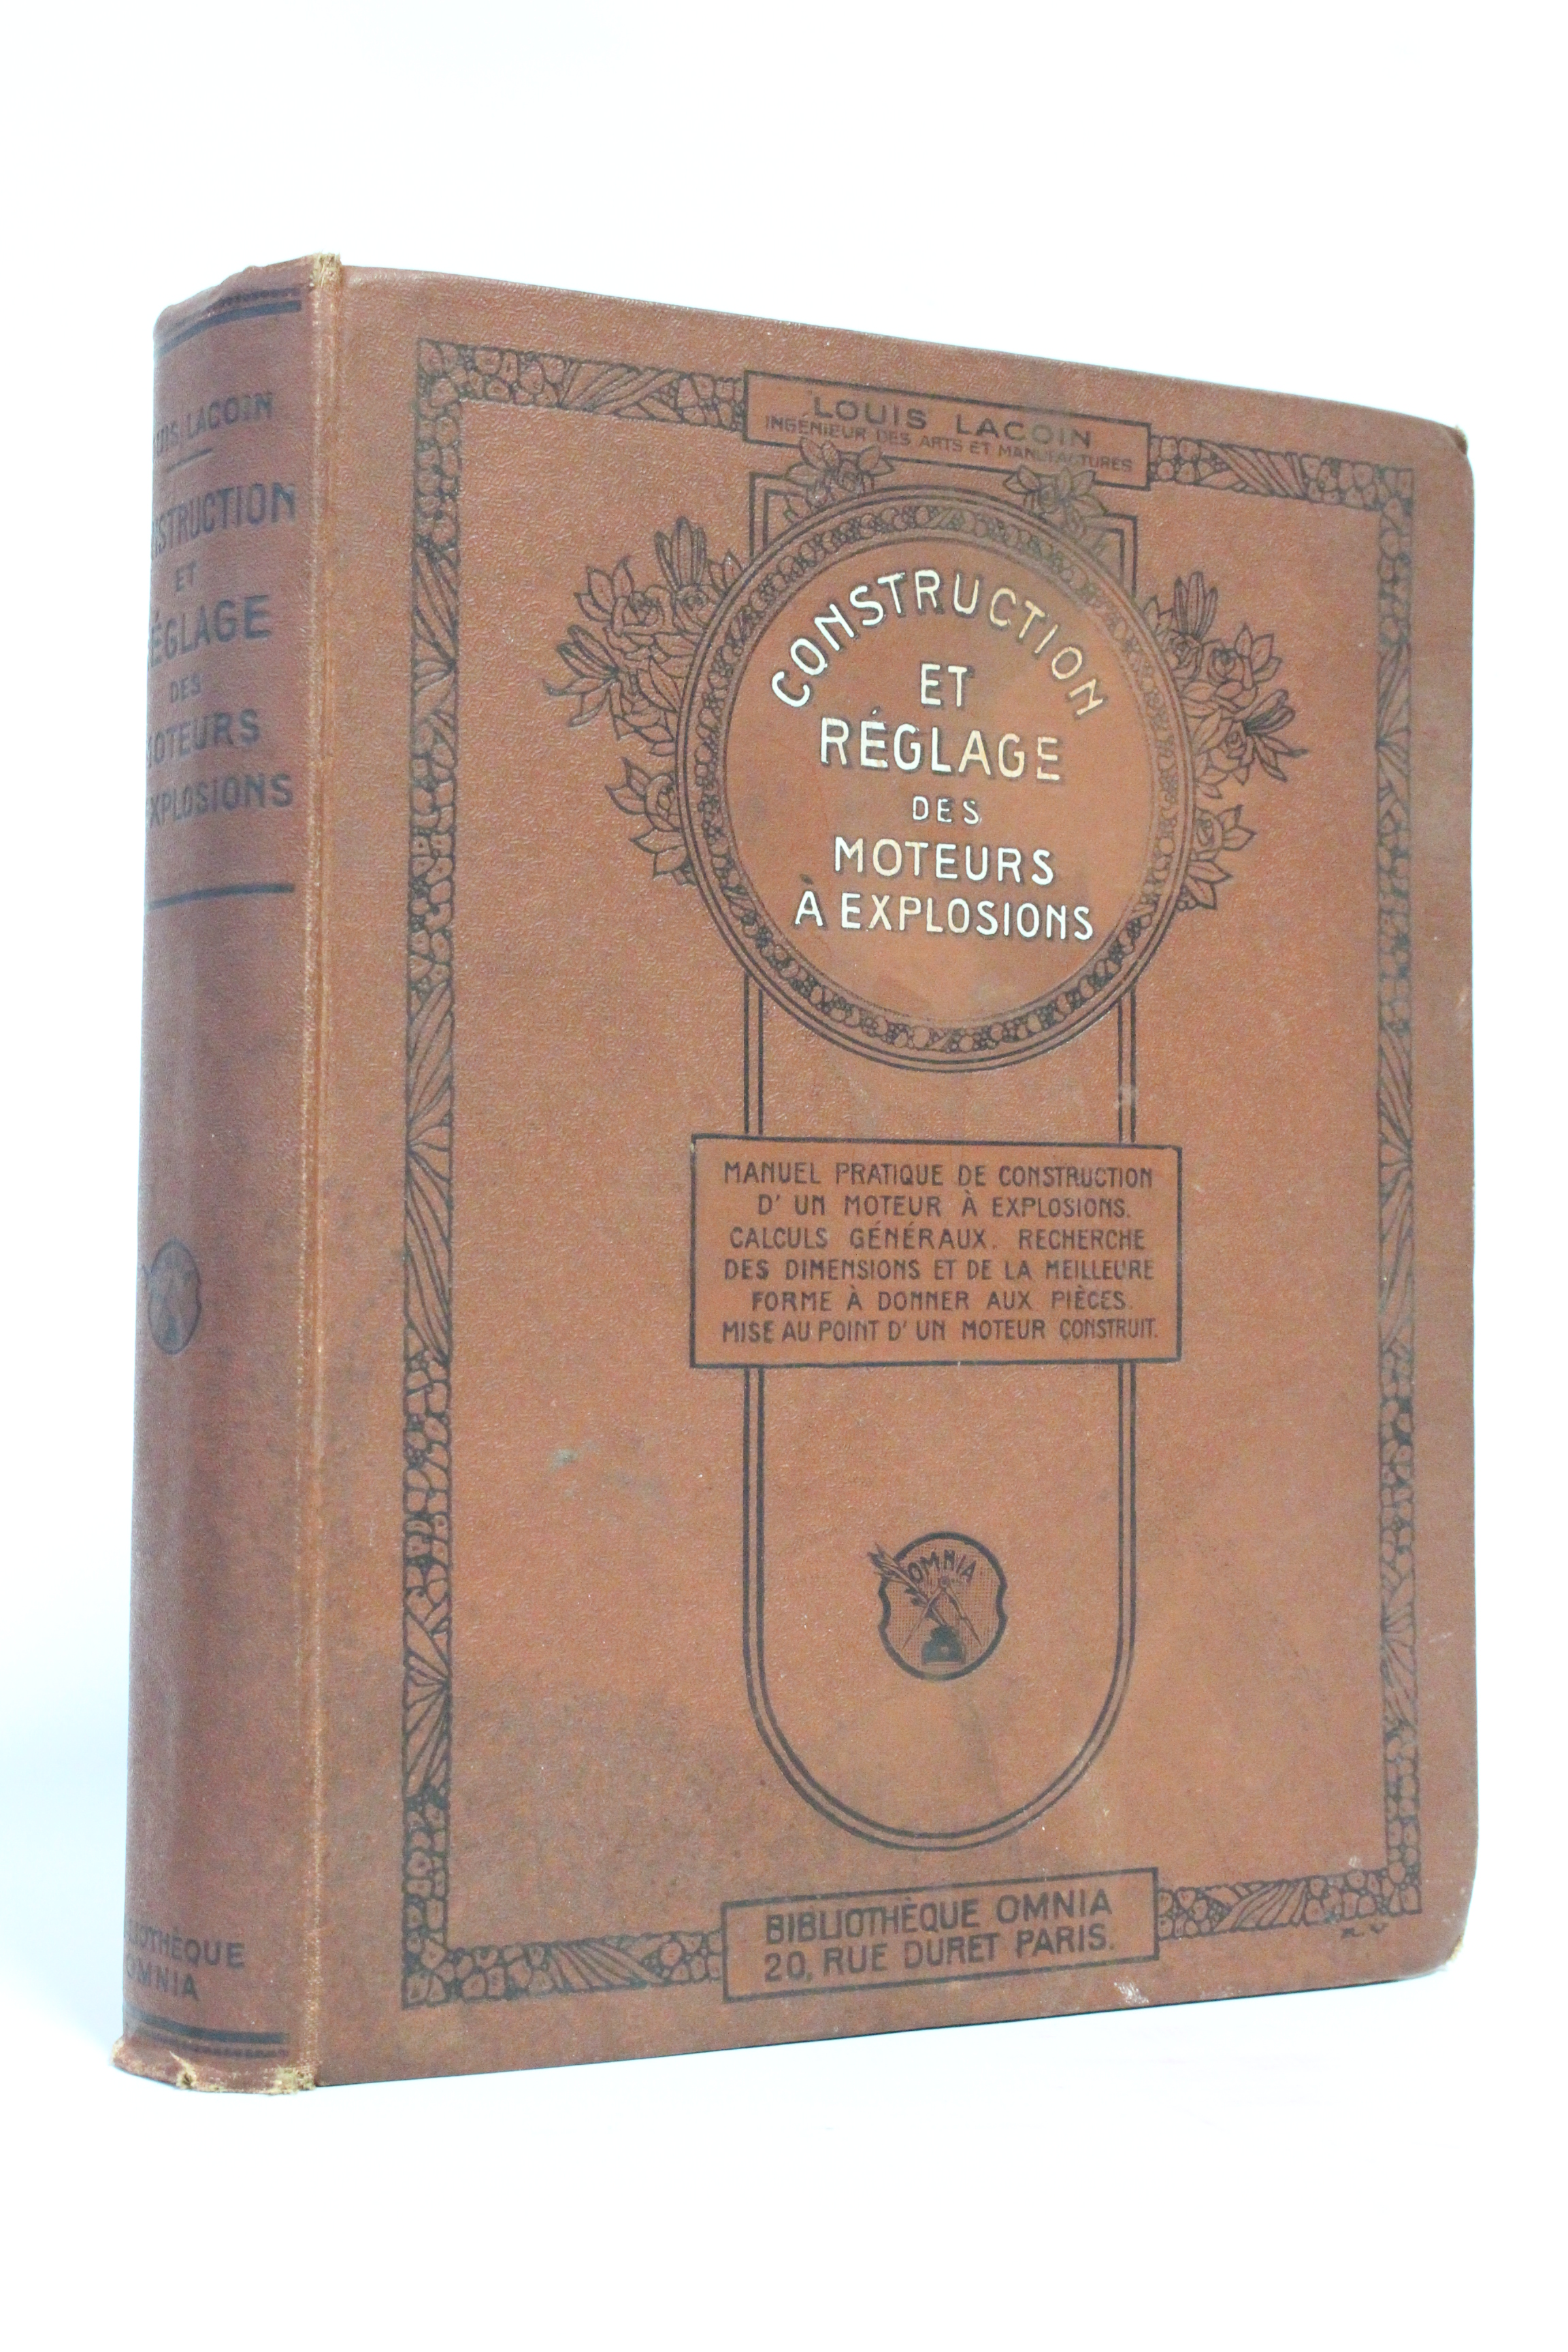 LACOIN
ET
DES
LOUIS LACOIN
INGÉNIEUR DES ARTS ET MANUFACTURES
CONSTRUCTION
ET
RÉGLAGE
DES
MOTEURS
À EXPLOSIONS
MANUEL PRATIQUE DE CONSTRUCTION
D' UN MOTEUR À EXPLOSIONS.
CALCULS GÉNÉRAUX. RECHERCHE
DES DIMENSIONS ET DE LA MEILLEURE
FORME À DONNER AUX PIÈCES.
MISE AU POINT D' UN MOTEUR CONSTRUIT.
OMNIA
BIBLIOTHÈQUE OMNIA
20, RUE DURET PARIS.